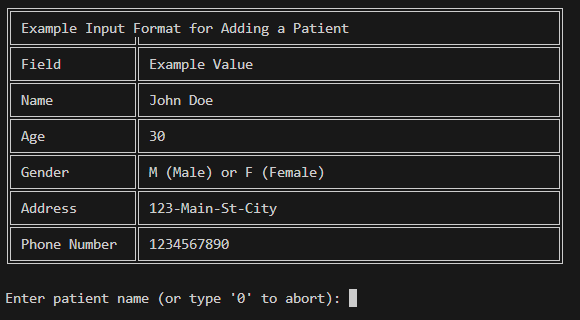 Example Input Format for Adding a Patient
Field Example Value
Name John Doe
Age 30
Gender M (Male) or F (Female)
Address 123-Main-St-City
Phone Number 1234567890
Enter patient name (or type '0' to abort):